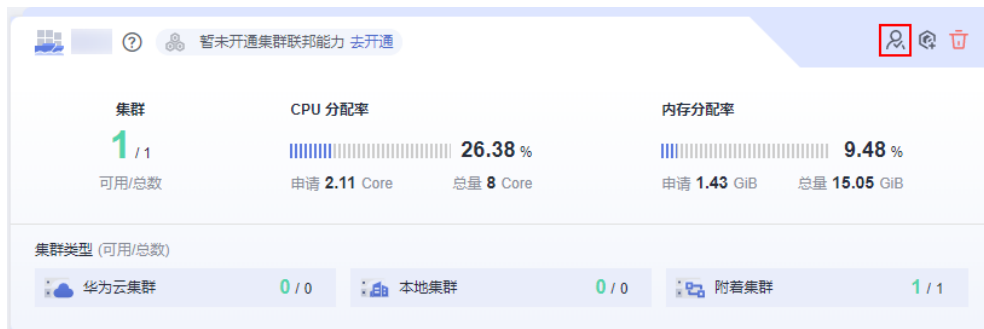 暂未开通集群联邦能力 去开通
集群 CPU 分配率 内存分配率
1 / 1 26.38 % 9.48 %
可用/总数 申请 2.11 Core 总量 8 Core 申请 1.43 GiB 总量 15.05 GiB
集群类型 (可用/总数)
华为云集群 0 / 0 本地集群 0 / 0 附着集群 1 / 1